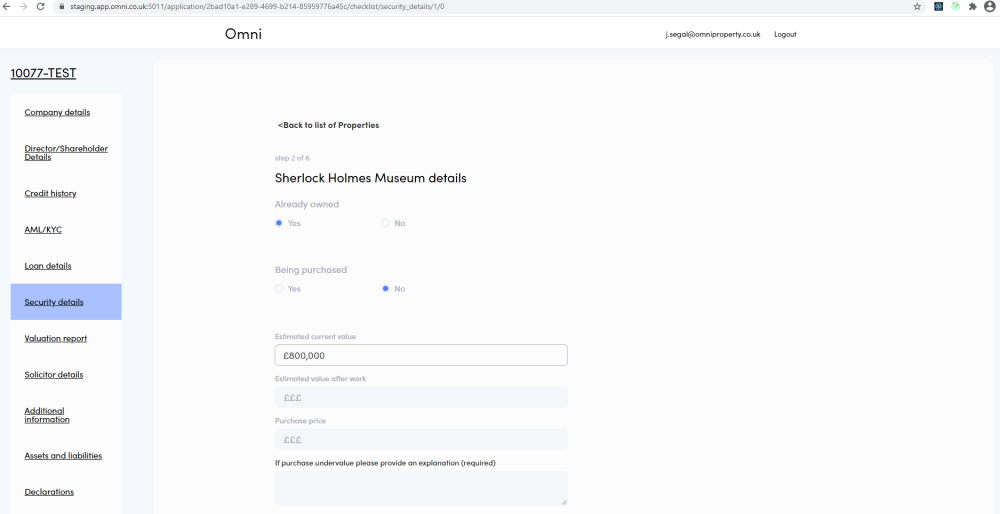 staging.app.omni.co.uk:5011/application/2bad10a1-e289-4699-b214-85959776a45c/checklist/security_details/1/0
Omni
j.segal@omniproperty.co.uk
Logout
10077-TEST
Company details
Director/Shareholder
Details
Credit history
AML/KYC
Loan details
Security details
Valuation report
Solicitor details
Additional
information
Assets and liabilities
Declarations
<Back to list of Properties
step 2 of 6
Sherlock Holmes Museum details
Already owned
Yes No
Being purchased
Yes No
Estimated current value
£800,000
Estimated value after work
£££
Purchase price
£££
If purchase undervalue please provide an explanation (required)